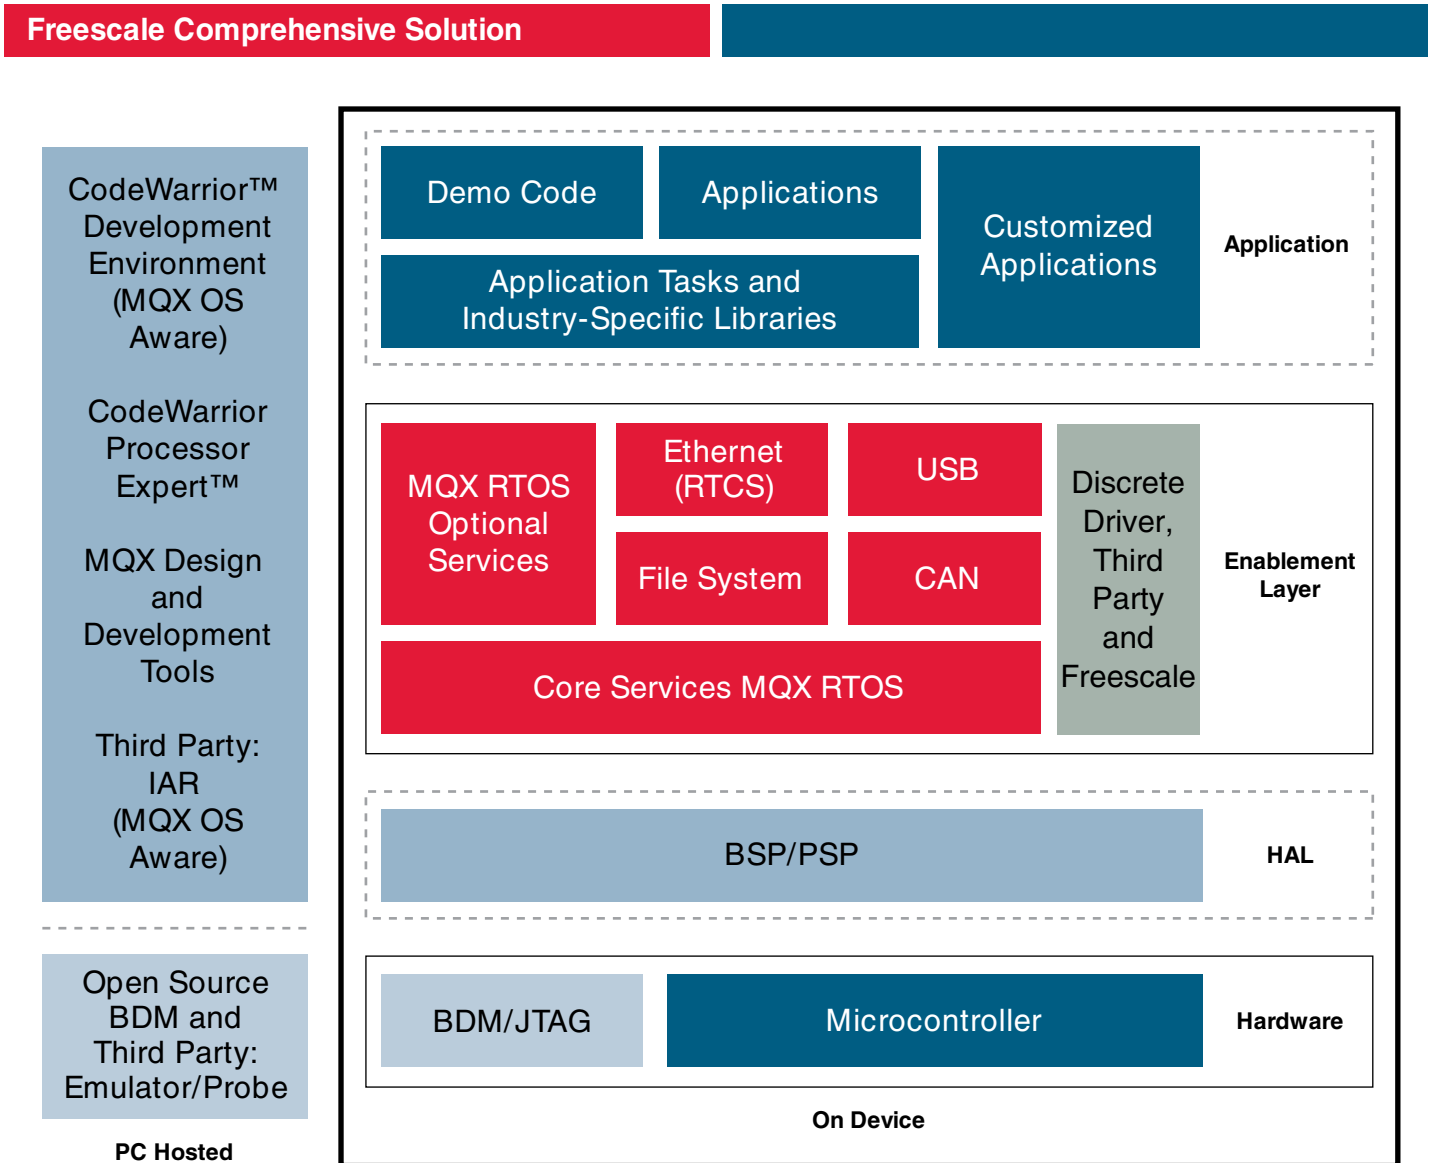 Freescale Comprehensive Solution
CodeWarrior™
Development
Environment
(MQX OS
Aware)
CodeWarrior
Processor
Expert™
MQX Design
and
Development
Tools
Third Party:
IAR
(MQX OS
Aware)
Open Source
BDM and
Third Party:
Emulator/Probe
PC Hosted
Demo Code
Applications
Customized
Applications
Application Tasks and
Industry-Specific Libraries
Application
MQX RTOS
Optional
Services
Ethernet
(RTCS)
USB
File System
CAN
Core Services MQX RTOS
Discrete
Driver,
Third
Party
and
Freescale
Enablement
Layer
BSP/PSP
HAL
BDM/JTAG
Microcontroller
Hardware
On Device